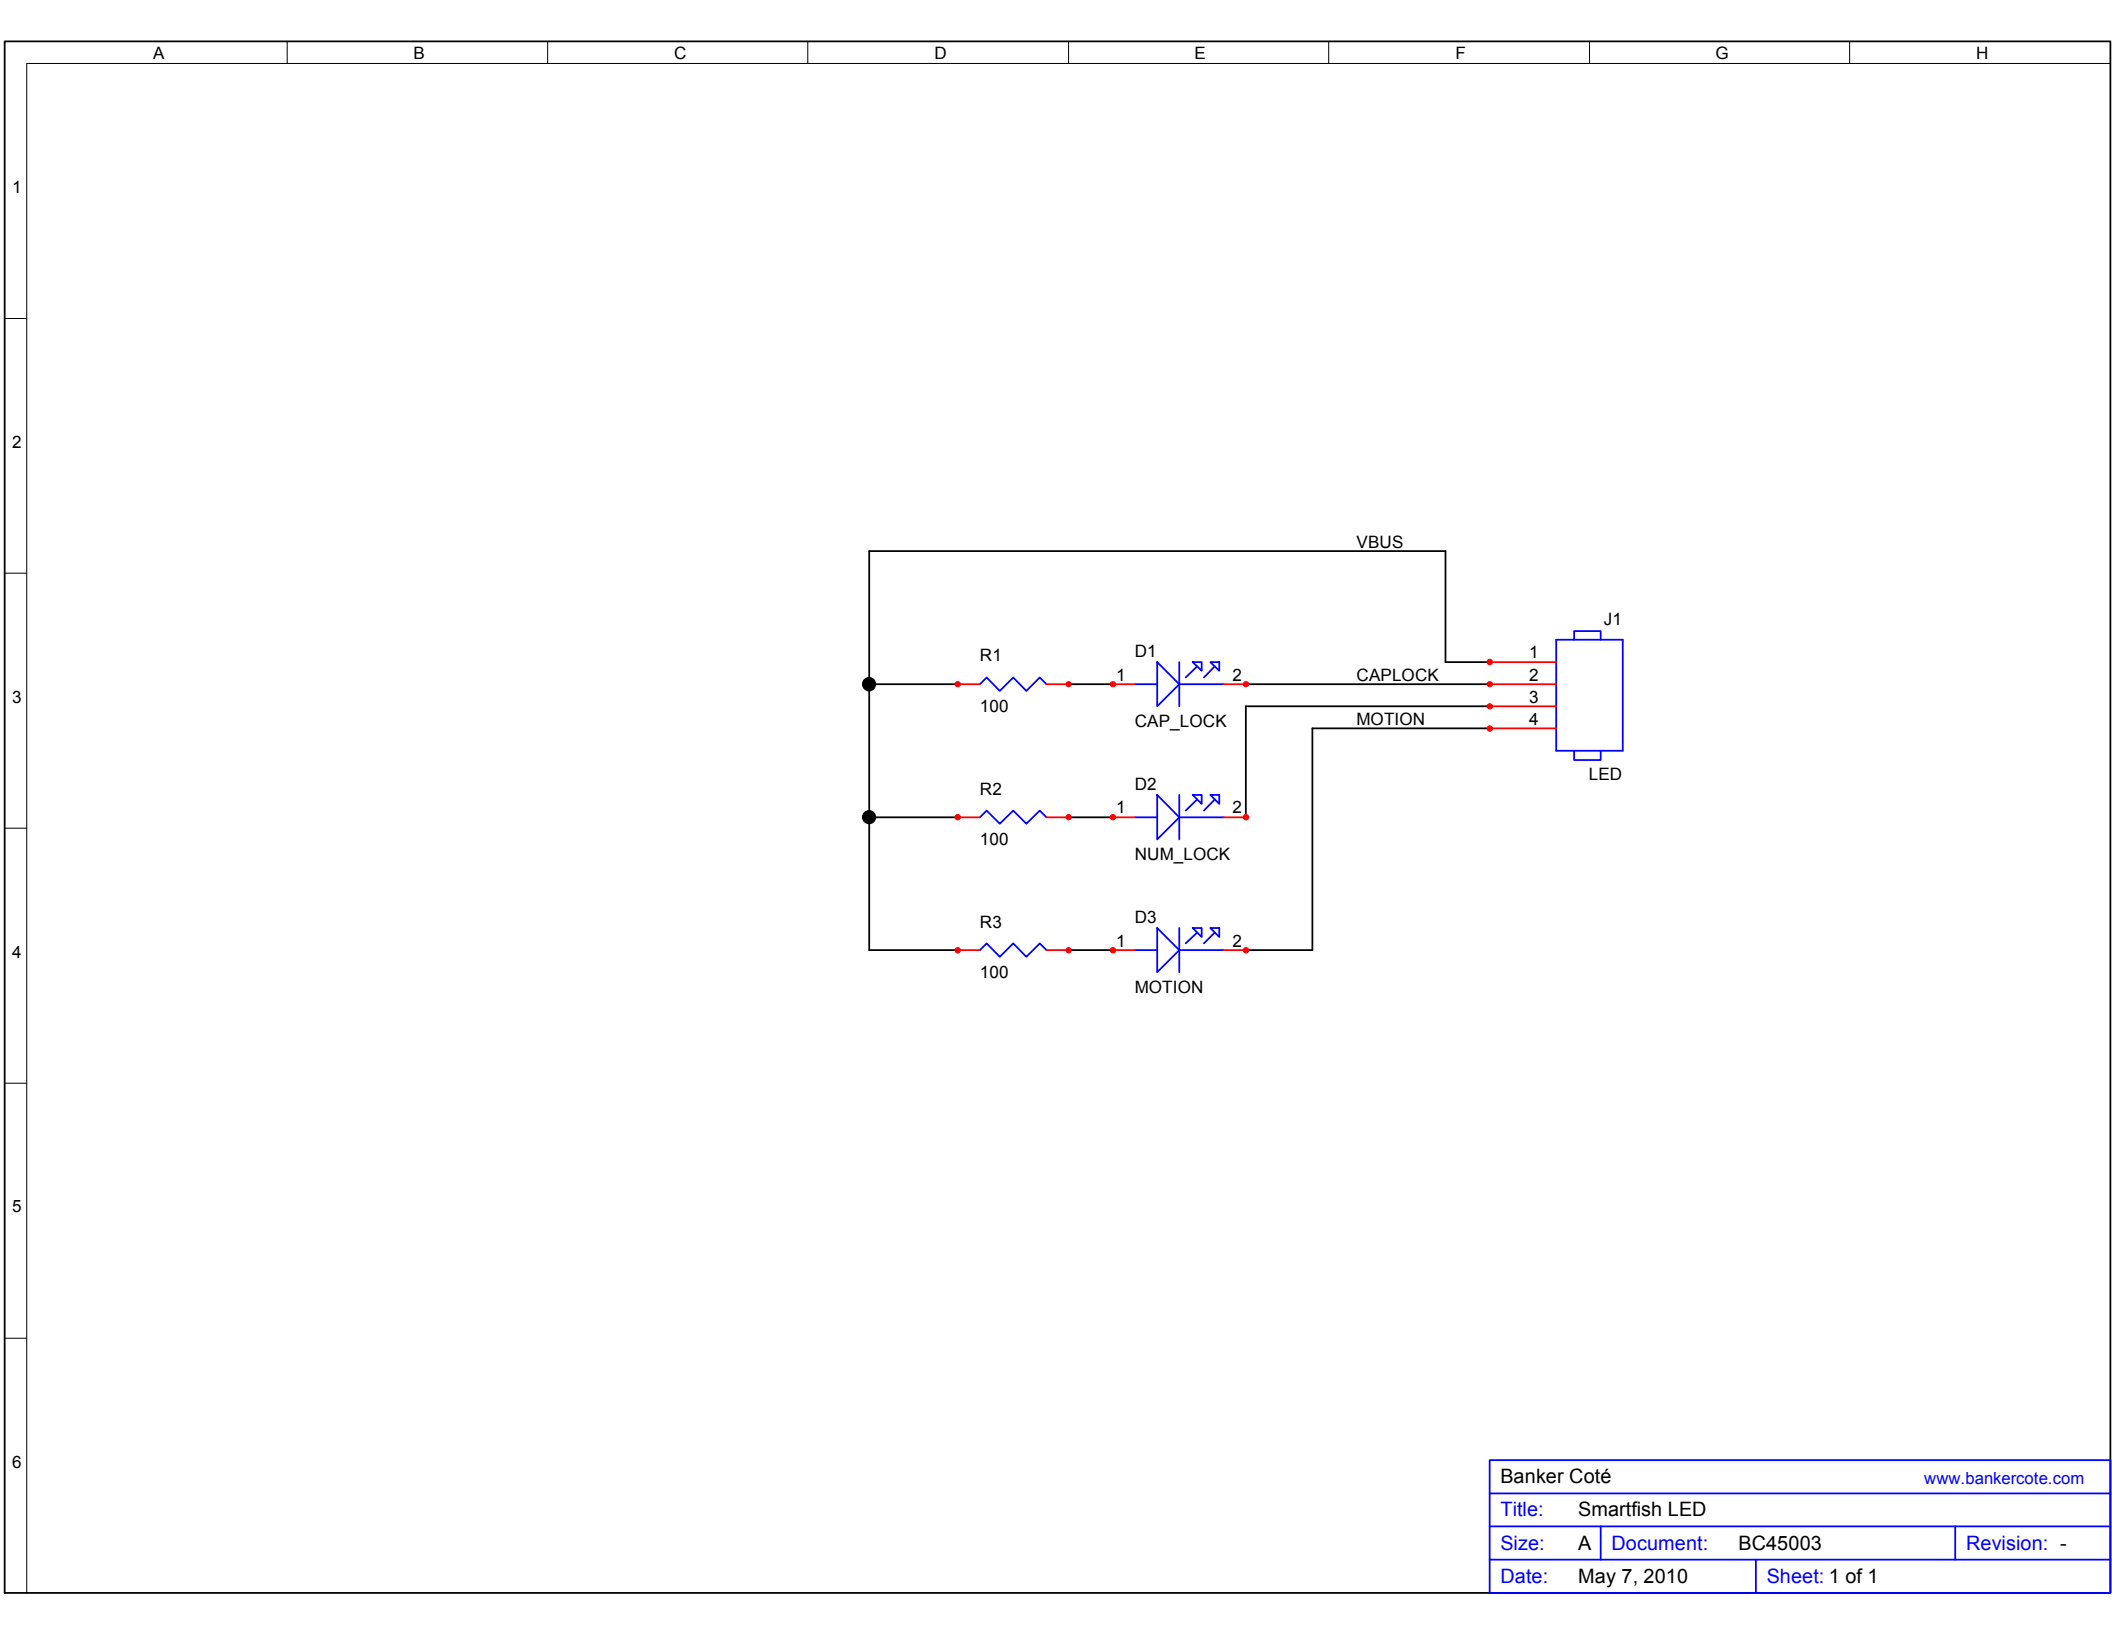 A B C D E F G H
1
2
3
4
5
6
VBUS
J1
R1
D1
1
2
100
CAP_LOCK
CAPLOCK
MOTION
1
2
3
4
LED
R2
D2
1
2
100
NUM_LOCK
R3
D3
1
2
100
MOTION
Banker Coté www.bankercote.com
Title: Smartfish LED
Size: A Document: BC45003 Revision: -
Date: May 7, 2010 Sheet: 1 of 1